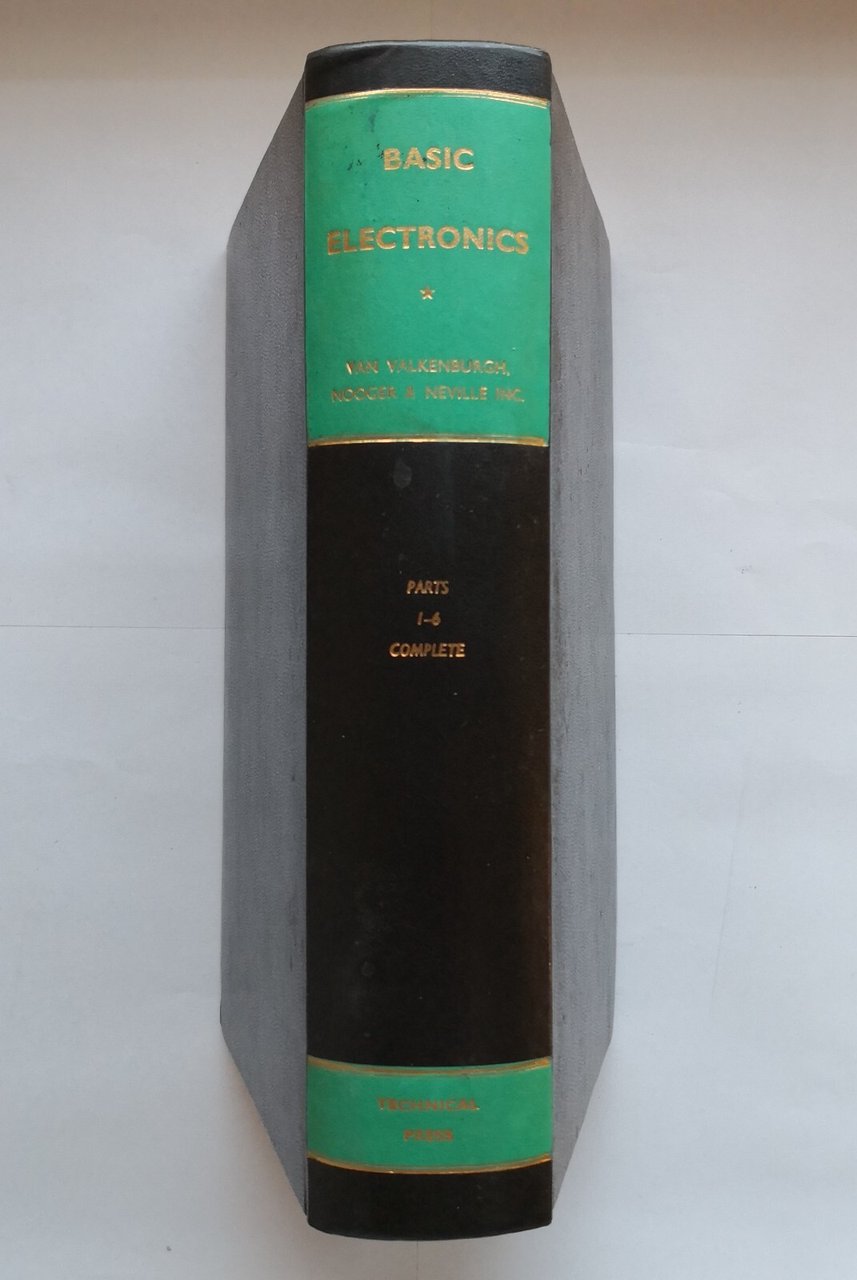 BASIC
ELECTRONICS
★
VAN VALKENBURGH,
NOOGER & NEVILLE INC.
PARTS
1-6
COMPLETE
TECHNICAL
PRESS